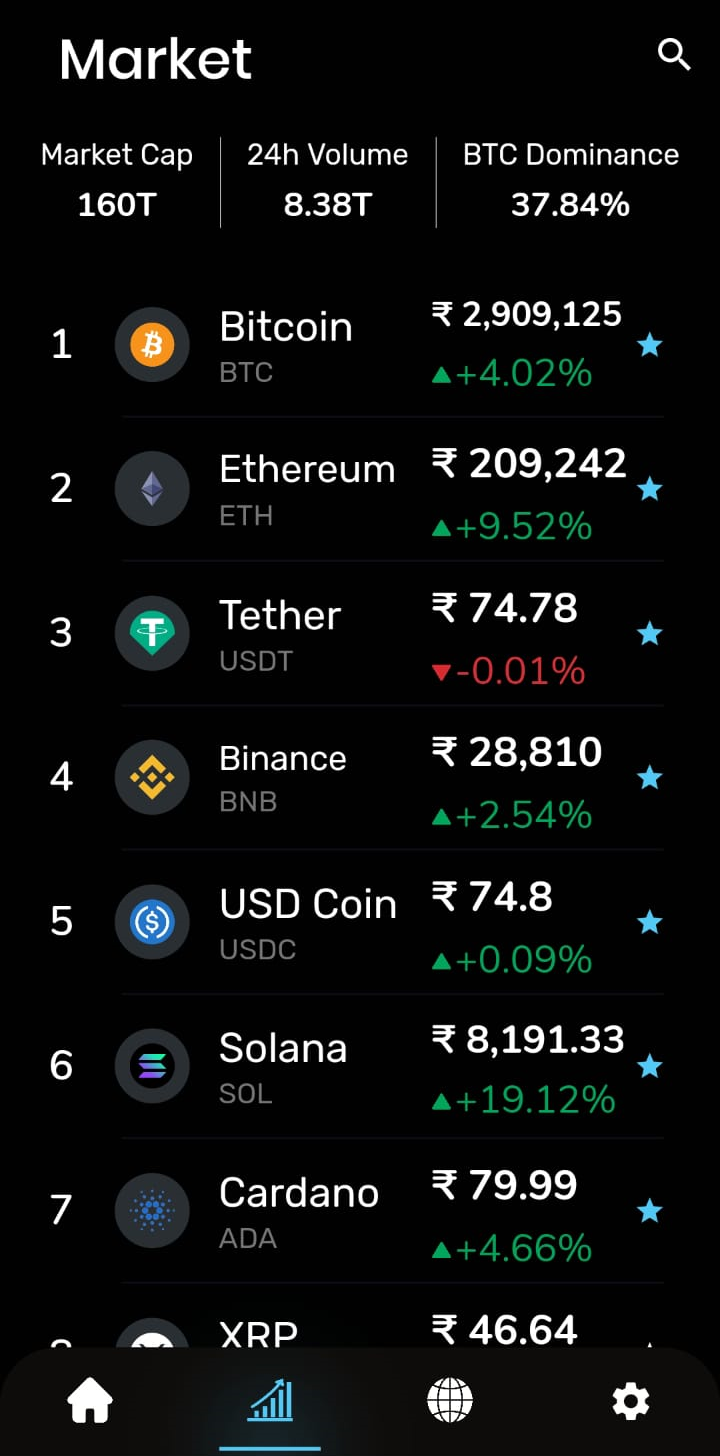 Market
Market Cap 24h Volume BTC Dominance
160T 8.38T 37.84%
1 Bitcoin ₹ 2,909,125
BTC ▲+4.02%
2 Ethereum ₹ 209,242
ETH ▲+9.52%
3 Tether ₹ 74.78
USDT ▼-0.01%
4 Binance ₹ 28,810
BNB ▲+2.54%
5 USD Coin ₹ 74.8
USDC ▲+0.09%
6 Solana ₹ 8,191.33
SOL ▲+19.12%
7 Cardano ₹ 79.99
ADA ▲+4.66%
XRP ₹ 46.64